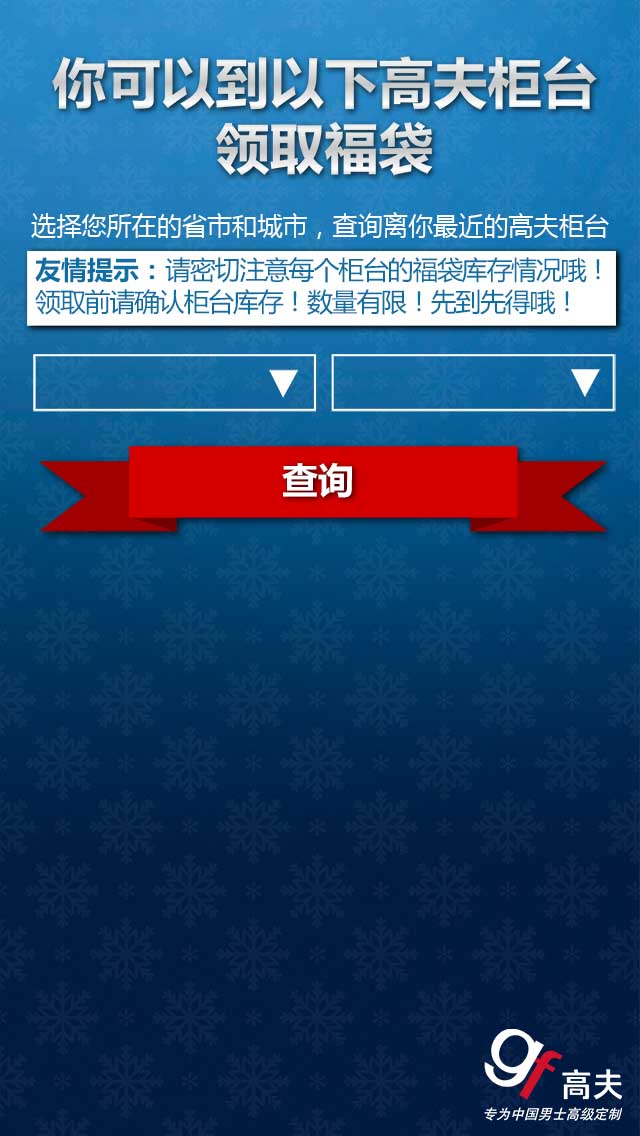 你可以到以下高夫柜台
领取福袋
选择您所在的省市和城市，查询离你最近的高夫柜台
友情提示：请密切注意每个柜台的福袋库存情况哦！
领取前请确认柜台库存！数量有限！先到先得哦！
查询
gf 高夫
专为中国男士高级定制